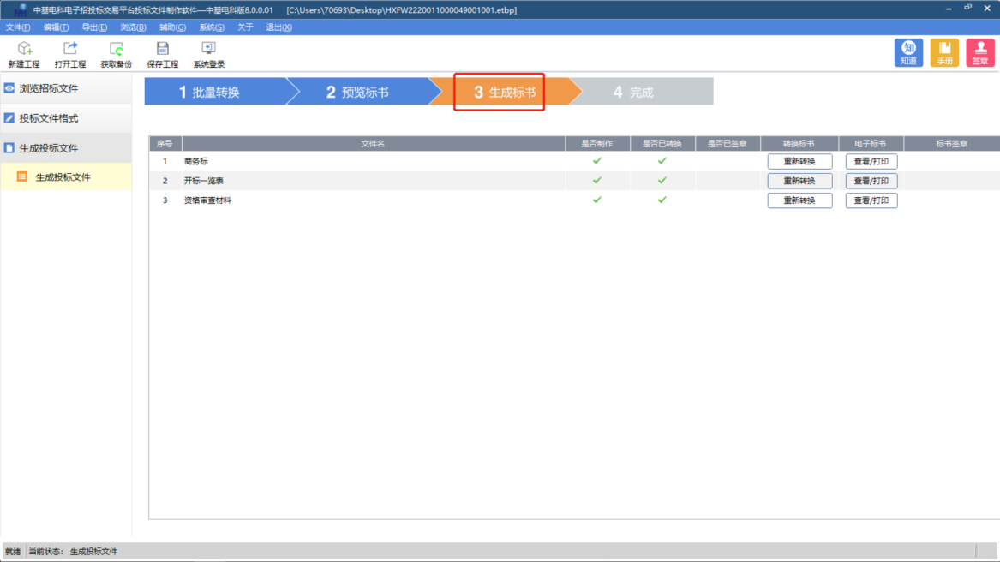 中基电科电子招投标交易平台投标文件制作软件—中基电科版8.0.0.01 [C:\Users\70693\Desktop\HXFW2220011000049001001.etbp]
文件(F) 编辑(T) 导出(E) 浏览(B) 辅助(G) 系统(S) 关于 退出(X)
新建工程 打开工程 获取备份 保存工程 系统登录
知 知道 手册 签章
浏览招标文件
投标文件格式
生成投标文件
生成投标文件
1 批量转换 2 预览标书 3 生成标书 4 完成
序号 文件名 是否制作 是否已转换 是否已签章 转换标书 电子标书 标书签章
1 商务标 重新转换 查看/打印
2 开标一览表 重新转换 查看/打印
3 资格审查材料 重新转换 查看/打印
就绪 当前状态: 生成投标文件